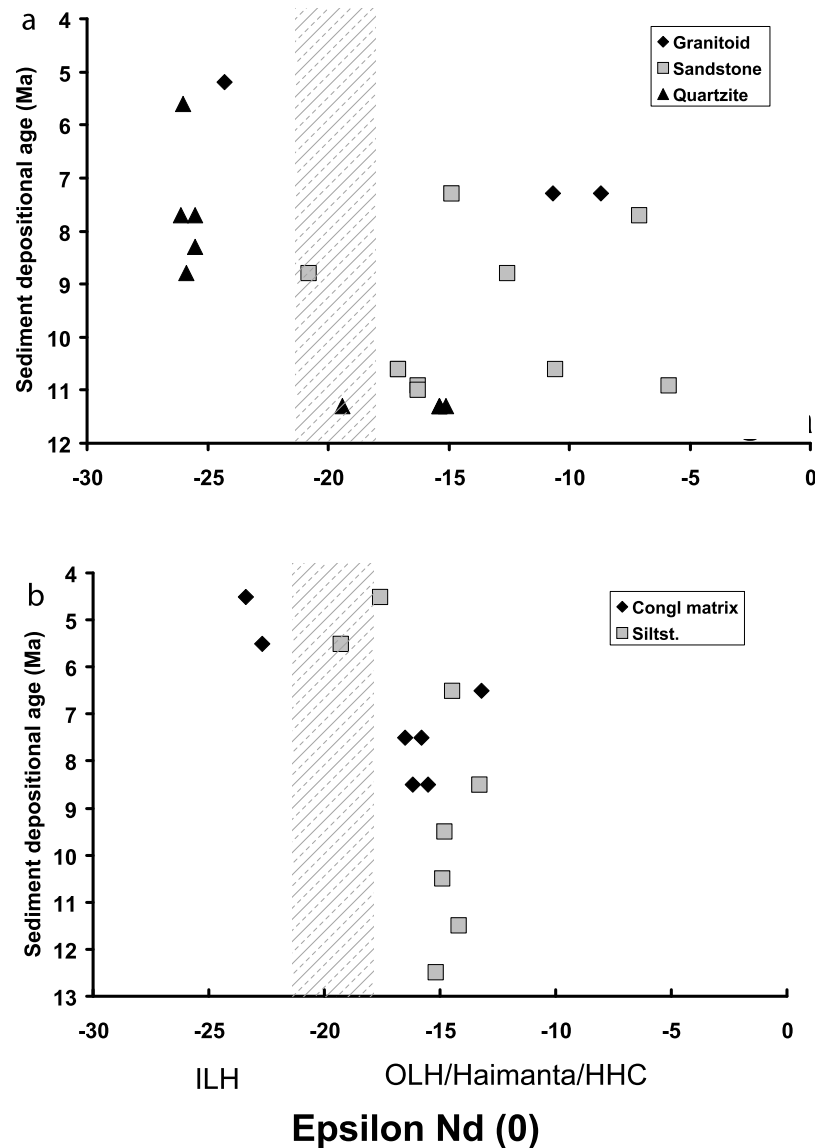 a
Granitoid
Sandstone
Quartzite
Sediment depositional age (Ma)
4
5
6
7
8
9
10
11
12
-30
-25
-20
-15
-10
-5
0
b
Congl matrix
Siltst.
Sediment depositional age (Ma)
4
5
6
7
8
9
10
11
12
13
-30
-25
-20
-15
-10
-5
0
ILH
OLH/Haimanta/HHC
Epsilon Nd (0)